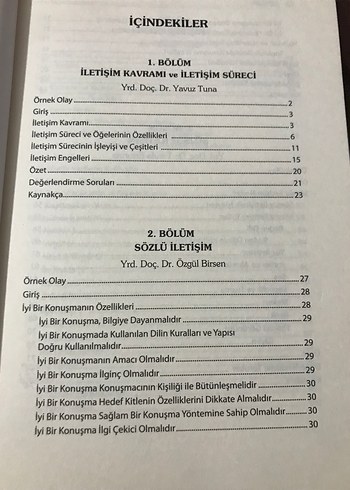 İÇİNDEKİLER
1. BÖLÜM
İLETİŞİM KAVRAMI ve İLETİŞİM SÜRECİ
Yrd. Doç. Dr. Yavuz Tuna
Örnek Olay 2
Giriş 3
İletişim Kavramı 3
İletişim Süreci ve Öğelerinin Özellikleri 6
İletişim Sürecinin İşleyişi ve Çeşitleri 11
İletişim Engelleri 15
Özet 20
Değerlendirme Soruları 21
Kaynakça 23
2. BÖLÜM
SÖZLÜ İLETİŞİM
Yrd. Doç. Dr. Özgül Birsen
Örnek Olay 27
Giriş 28
İyi Bir Konuşmanın Özellikleri 28
İyi Bir Konuşma, Bilgiye Dayanmalıdır 29
İyi Bir Konuşmada Kullanılan Dilin Kuralları ve Yapısı
Doğru Kullanılmalıdır 29
İyi Bir Konuşmanın Amacı Olmalıdır 29
İyi Bir Konuşma İlginç Olmalıdır 29
İyi Bir Konuşma Konuşmacının Kişiliği ile Bütünleşmelidir 30
İyi Bir Konuşma Hedef Kitlenin Özelliklerini Dikkate Almalıdır 30
İyi Bir Konuşma Sağlam Bir Konuşma Yöntemine Sahip Olmalıdır 30
İyi Bir Konuşma İlgi Çekici Olmalıdır 30